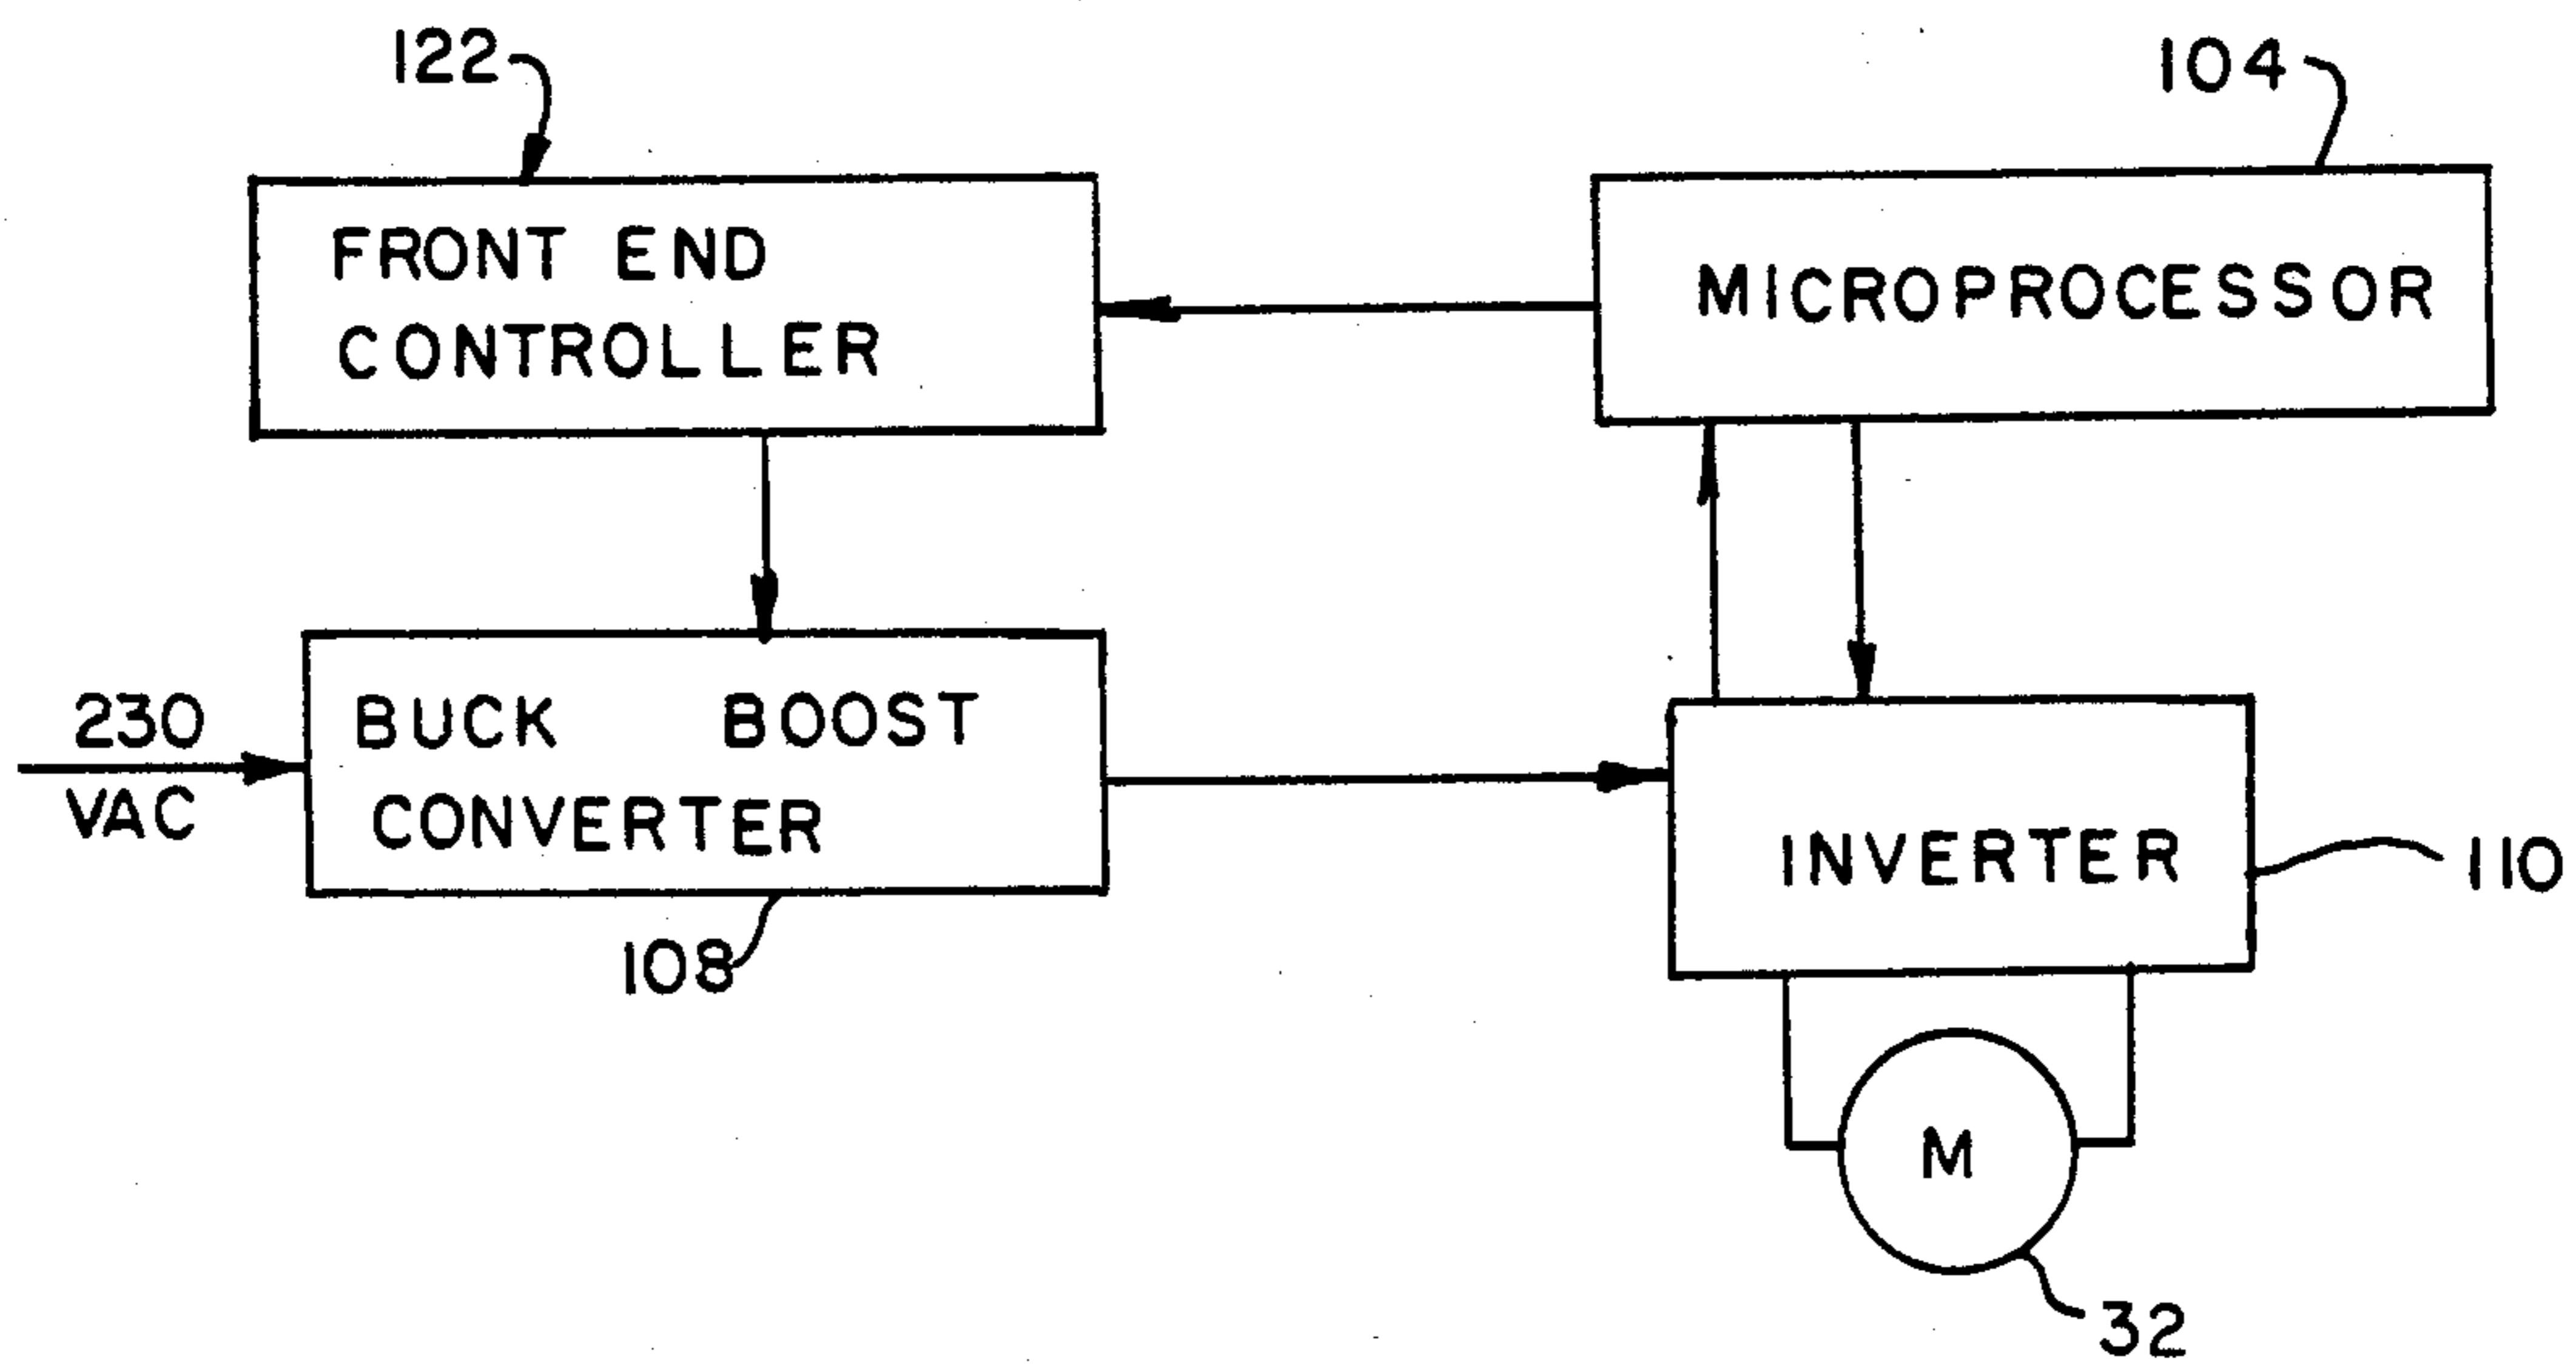 122
104
FRONT END
CONTROLLER
MICROPROCESSOR
230
VAC
BUCK BOOST
CONVERTER
INVERTER
110
108
M
32